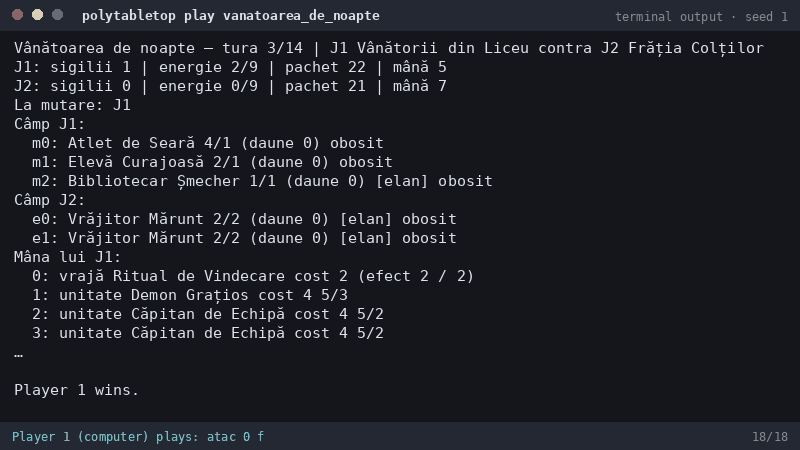 polytabletop play vanatoarea_de_noapte
terminal output · seed 1
Vânătoarea de noapte — tura 3/14 | J1 Vânătorii din Liceu contra J2 Frăția Colților
J1: sigilii 1 | energie 2/9 | pachet 22 | mână 5
J2: sigilii 0 | energie 0/9 | pachet 21 | mână 7
La mutare: J1
Câmp J1:
m0: Atlet de Seară 4/1 (daune 0) obosit
m1: Elevă Curajoasă 2/1 (daune 0) obosit
m2: Bibliotecar Șmecher 1/1 (daune 0) [elan] obosit
Câmp J2:
e0: Vrăjitor Mărunt 2/2 (daune 0) [elan] obosit
e1: Vrăjitor Mărunt 2/2 (daune 0) [elan] obosit
Mâna lui J1:
0: vrajă Ritual de Vindecare cost 2 (efect 2 / 2)
1: unitate Demon Grațios cost 4 5/3
2: unitate Căpitan de Echipă cost 4 5/2
3: unitate Căpitan de Echipă cost 4 5/2
…
Player 1 wins.
Player 1 (computer) plays: atac 0 f
18/18